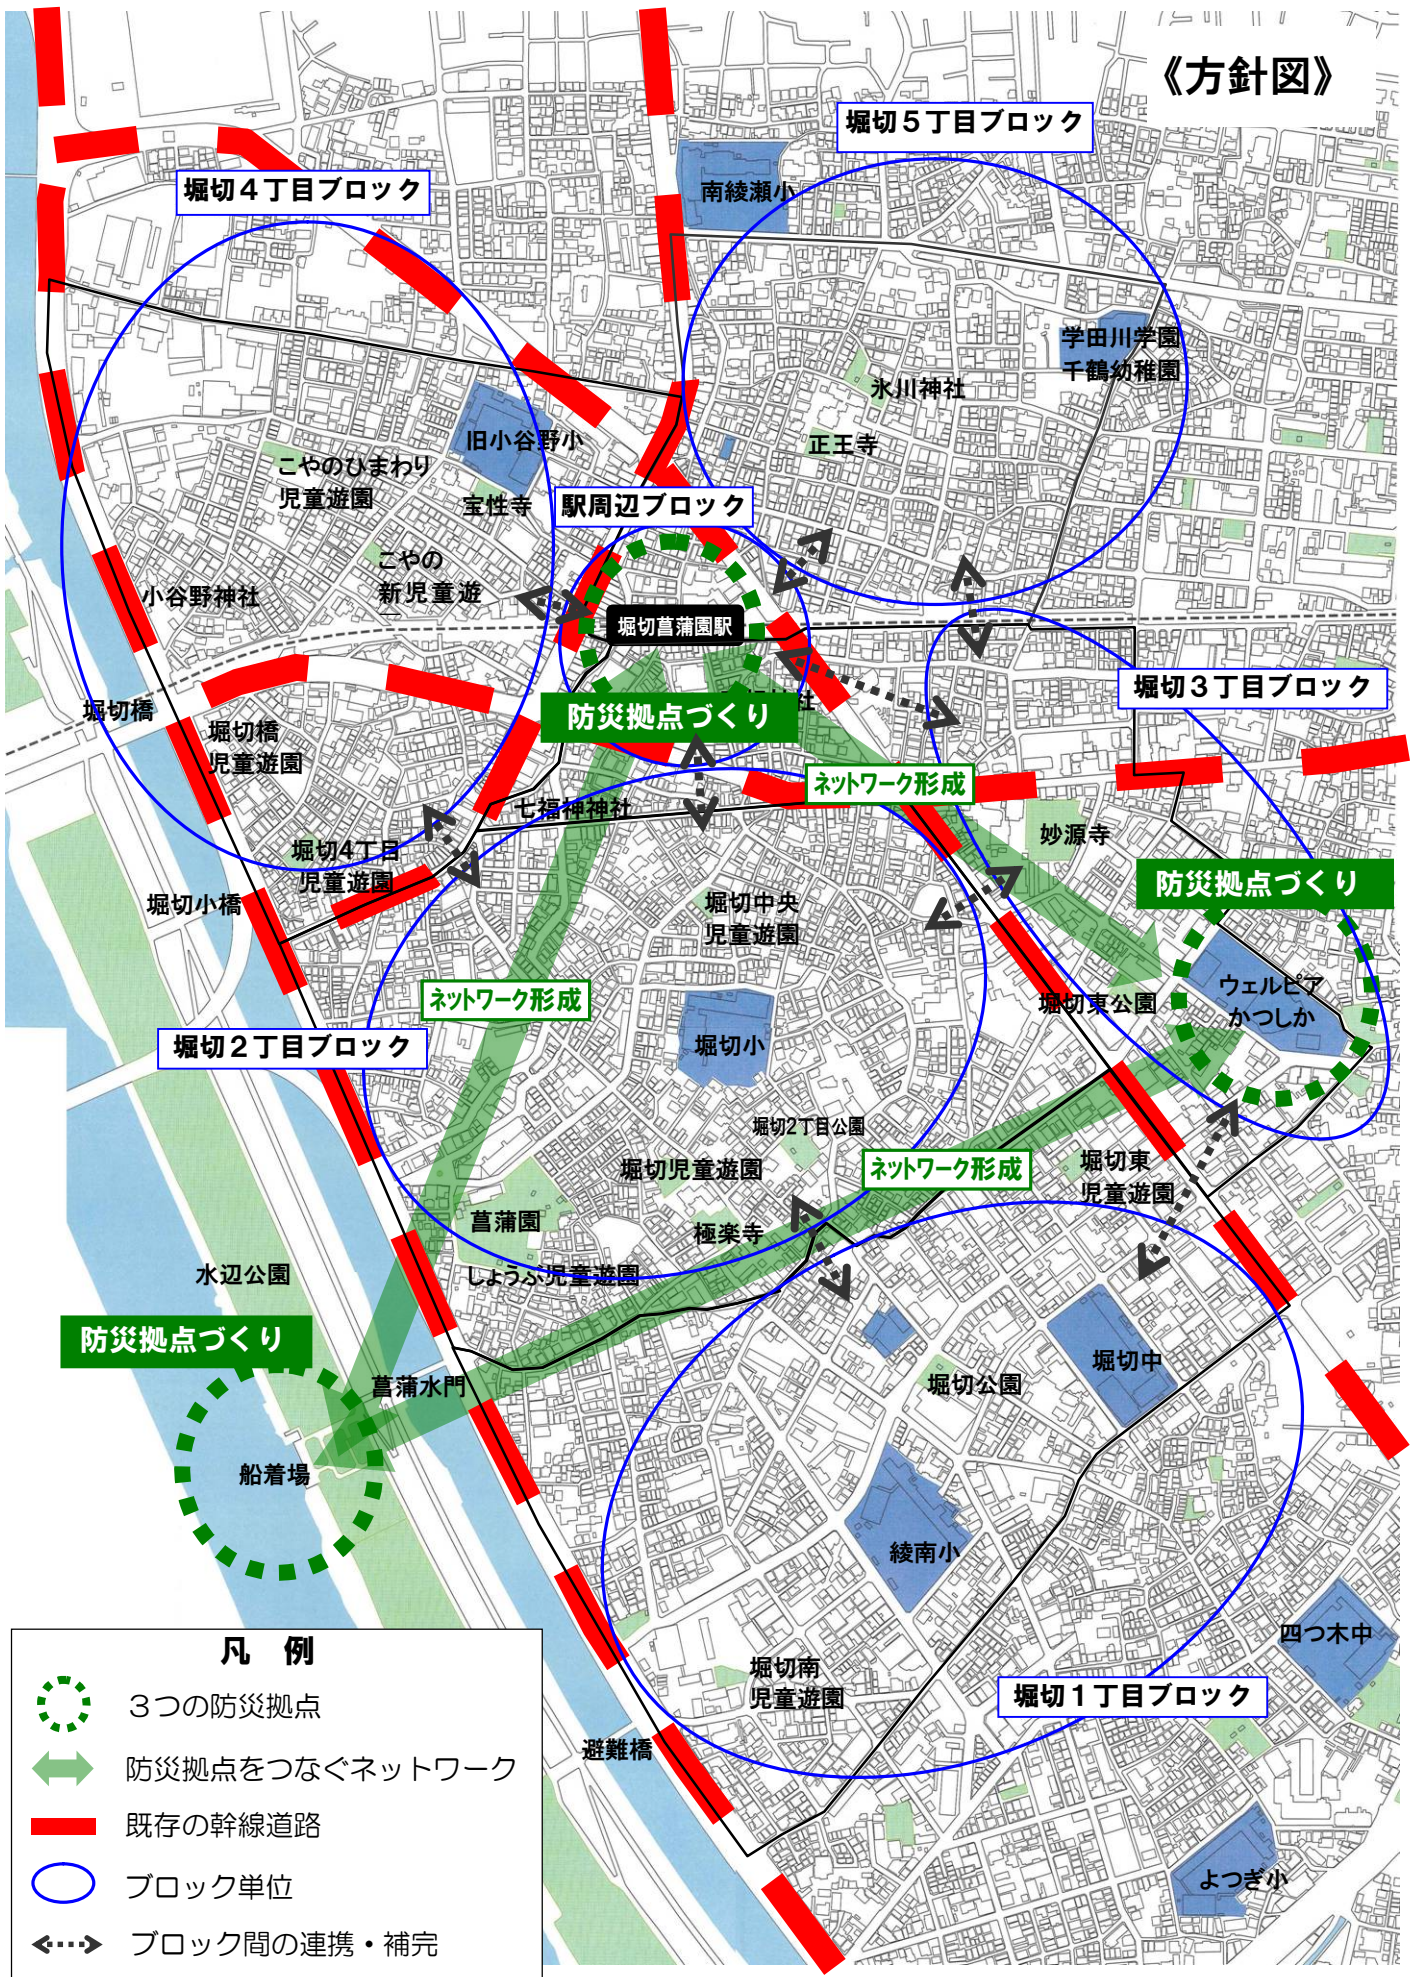 《方針図》
堀切５丁目ブロック
堀切４丁目ブロック
南綾瀬小
学田川学園
千鶴幼稚園
氷川神社
正王寺
旧小谷野小
こやのひまわり
児童遊園
宝性寺
駅周辺ブロック
こやの
新児童遊
小谷野神社
堀切菖蒲園駅
堀切３丁目ブロック
防災拠点づくり
社
堀切橋
堀切橋
児童遊園
ネットワーク形成
七福神神社
妙源寺
堀切4丁目
児童遊園
防災拠点づくり
堀切小橋
堀切中央
児童遊園
ウェルピア
かつしか
ネットワーク形成
堀切東公園
堀切２丁目ブロック
堀切小
堀切2丁目公園
堀切児童遊園
ネットワーク形成
堀切東
児童遊園
菖蒲園
極楽寺
水辺公園
しょうぶ児童遊園
防災拠点づくり
堀切中
菖蒲水門
堀切公園
船着場
綾南小
四つ木中
堀切南
児童遊園
堀切１丁目ブロック
避難橋
よつぎ小
凡　例
３つの防災拠点
防災拠点をつなぐネットワーク
既存の幹線道路
ブロック単位
ブロック間の連携・補完